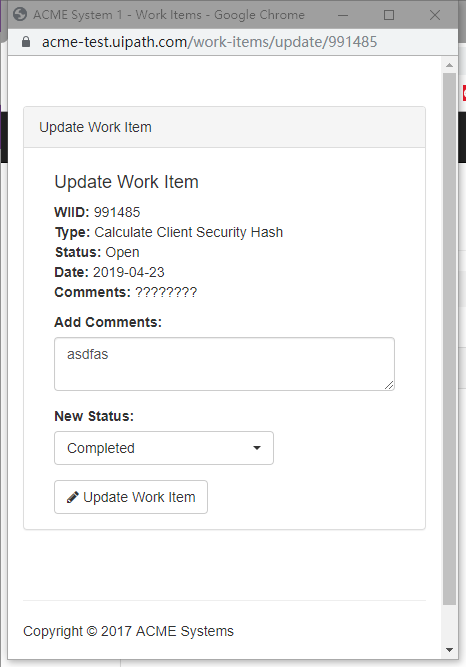 ACME System 1 - Work Items - Google Chrome
acme-test.uipath.com/work-items/update/991485
Update Work Item
Update Work Item
WIID: 991485
Type: Calculate Client Security Hash
Status: Open
Date: 2019-04-23
Comments: ????????
Add Comments:
asdfas
New Status:
Completed
Update Work Item
Copyright © 2017 ACME Systems